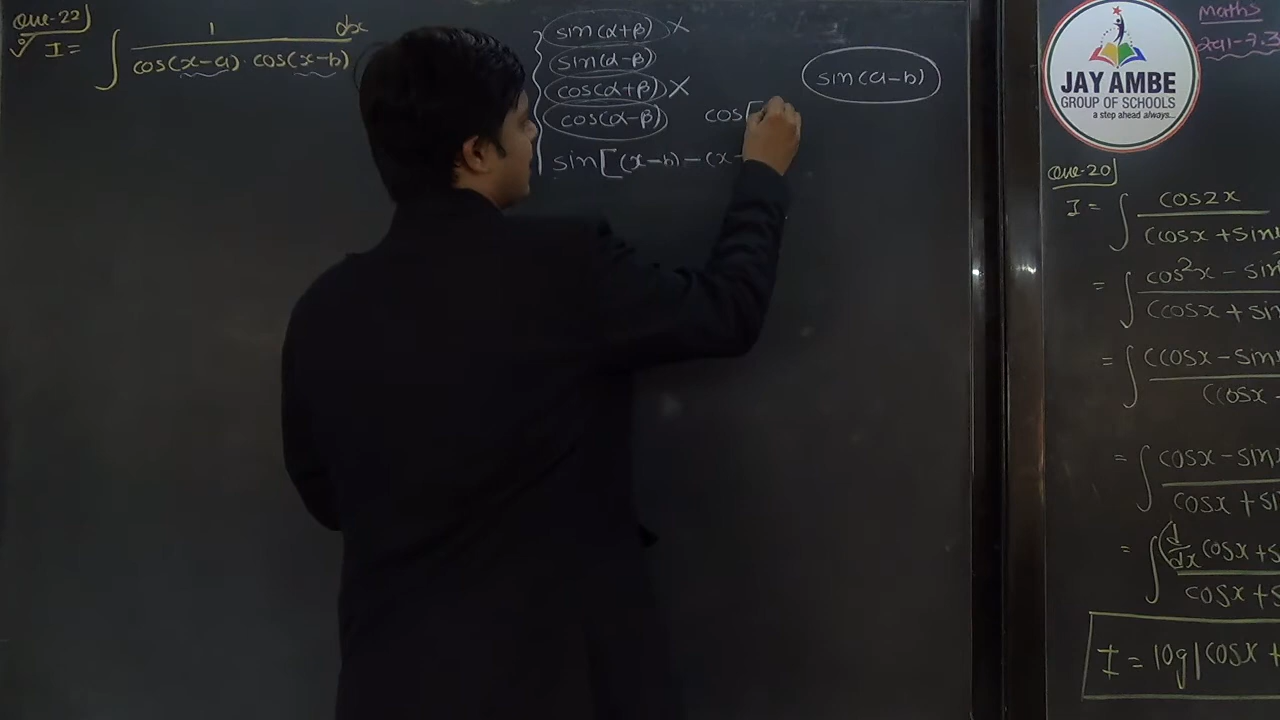 Que-22)
I = ∫ 1 dx
cos(x-a) · cos(x-b)
sin(α+β) X
sin(α-β)
cos(α+β) X
cos(α-β)
sin[(x-b)-(x-
cos[
sin(a-b)
Maths
JAY AMBE
GROUP OF SCHOOLS
a step ahead always...
Que-20)
I = ∫ cos2x
(cosx + sin
= ∫ cos²x - sin²
(cosx + sin
= ∫ (cosx - sin
(cosx
= ∫ cosx - sinx
cosx + si
= ∫ (d/dx cosx + s
cosx + s
I = log|cosx +